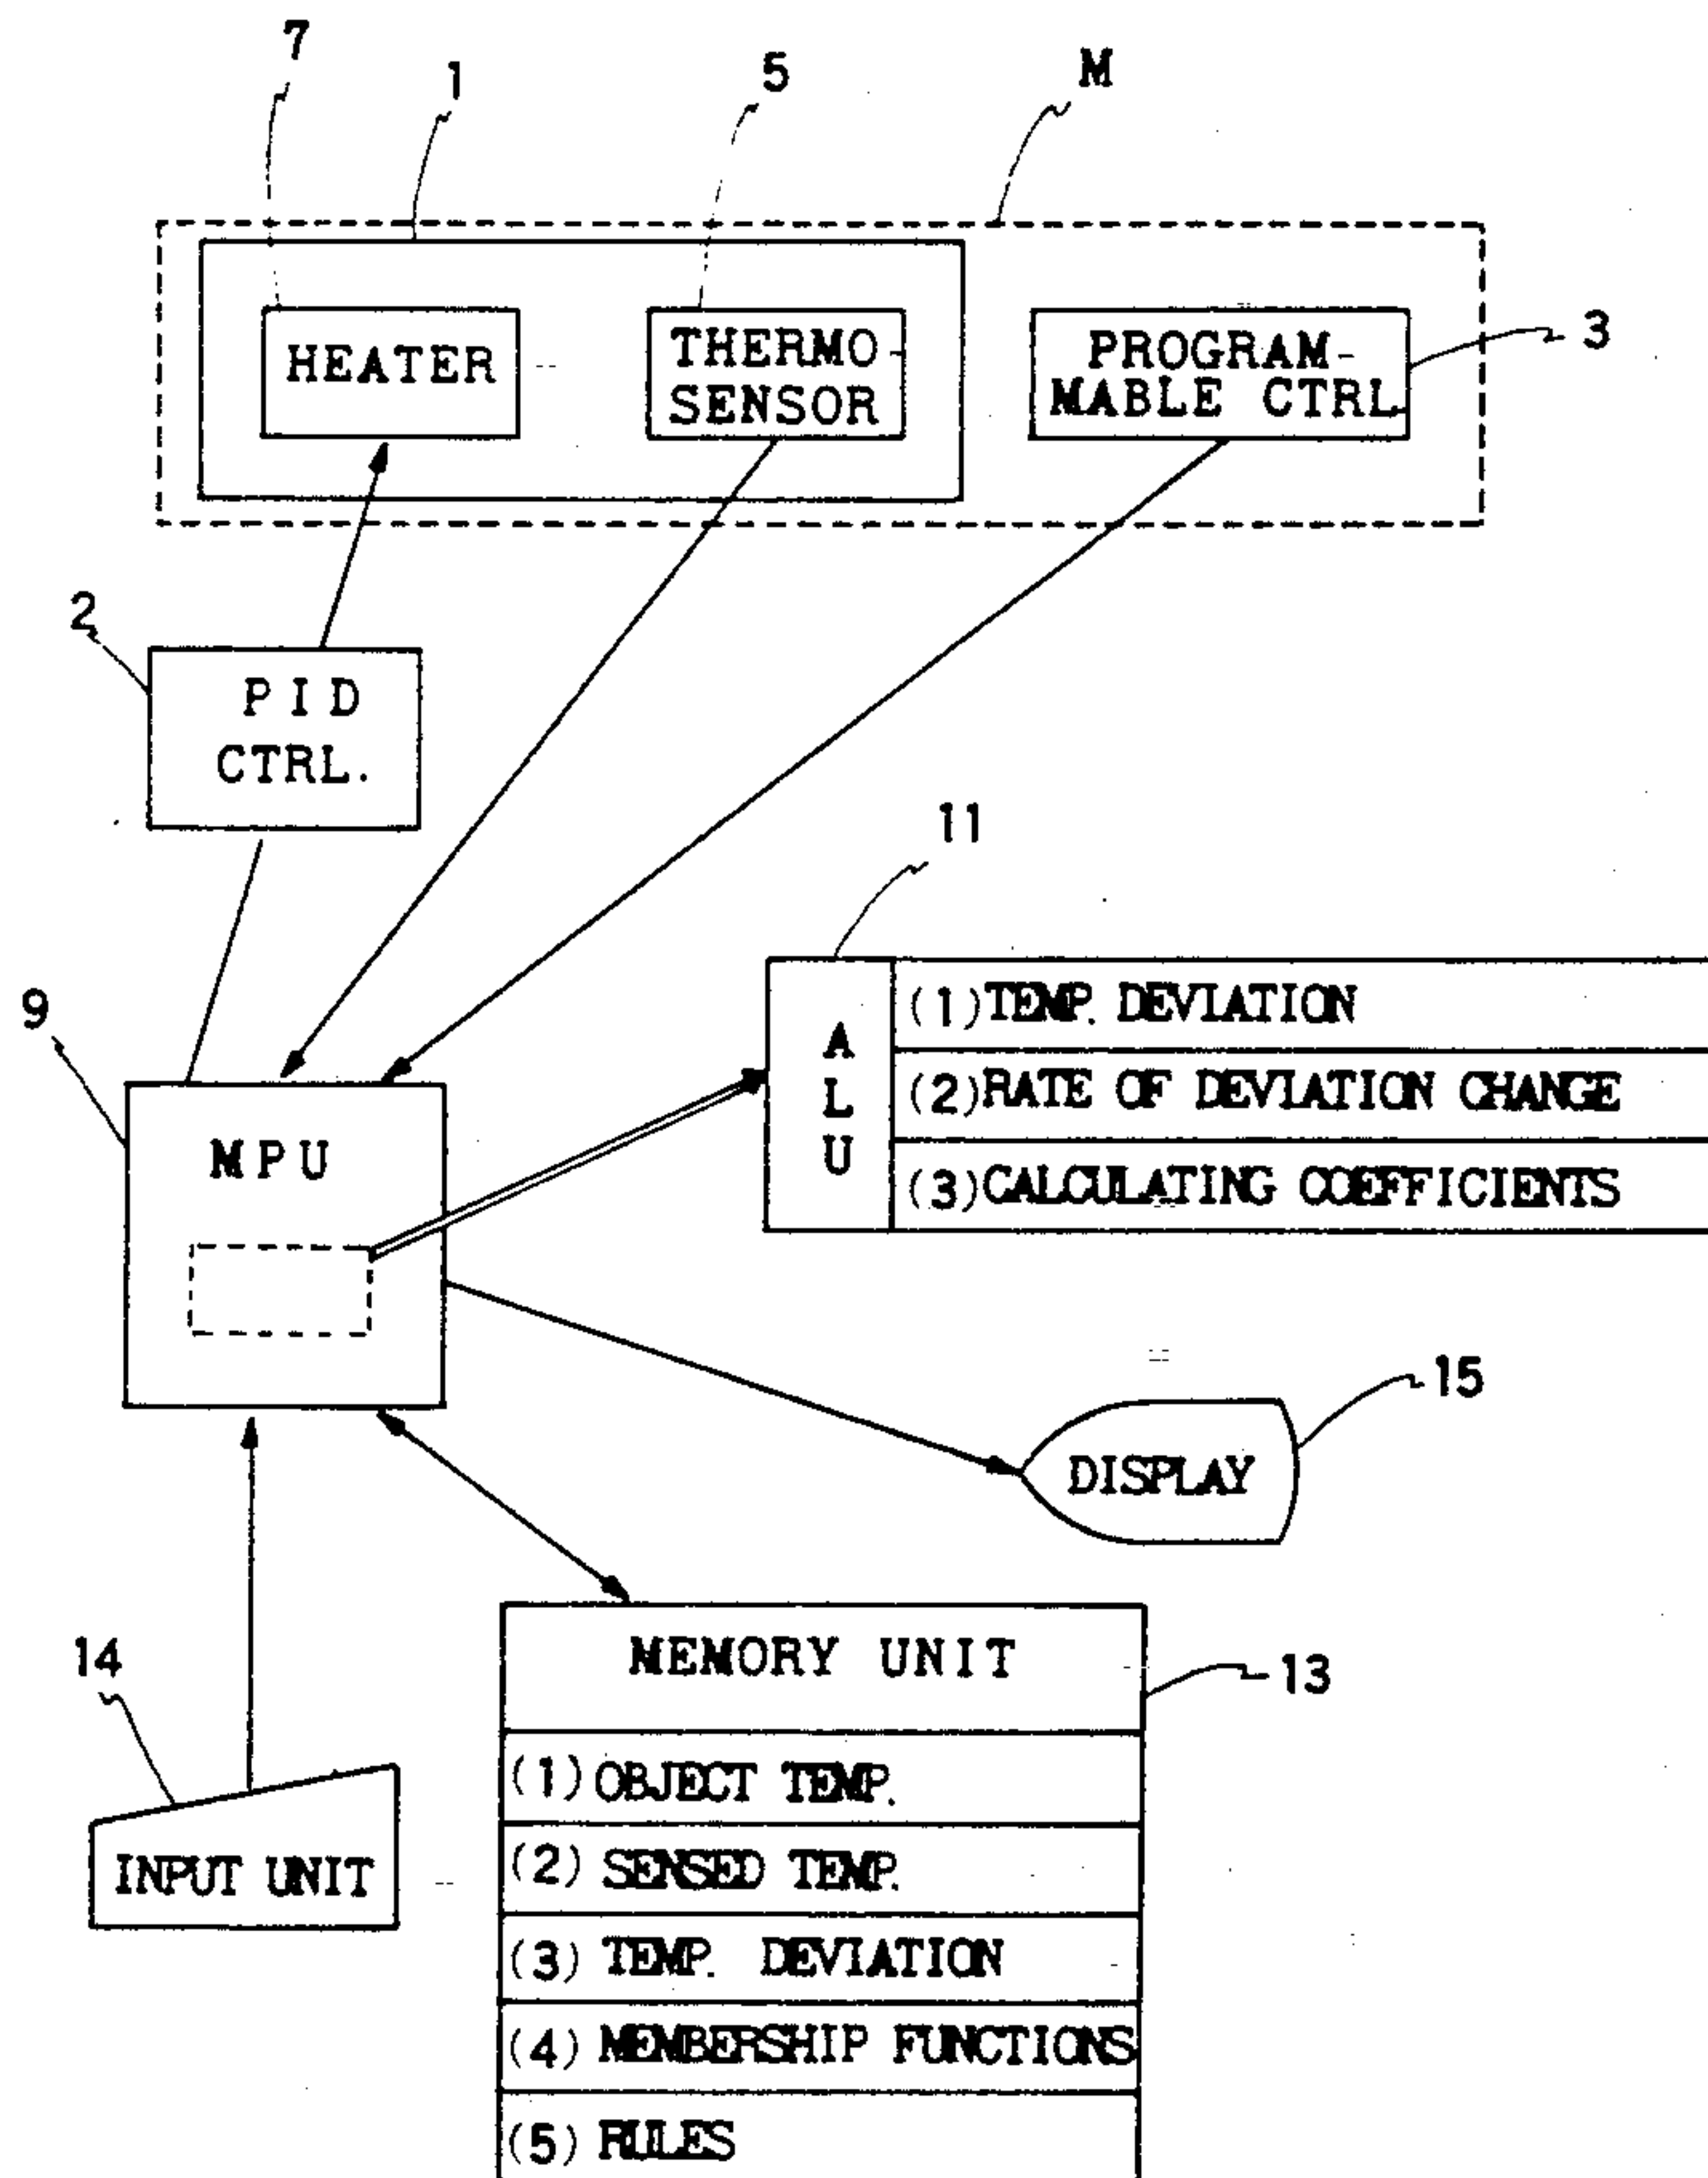 7
1
5
M
HEATER
THERMO-
SENSOR
PROGRAM-
MABLE CTRL
3
2
PID
CTRL.
11
9
MPU
ALU
(1) TEMP. DEVIATION
(2) RATE OF DEVIATION CHANGE
(3) CALCULATING COEFFICIENTS
15
DISPLAY
14
INPUT UNIT
MEMORY UNIT
13
(1) OBJECT TEMP.
(2) SENSED TEMP.
(3) TEMP. DEVIATION
(4) MEMBERSHIP FUNCTIONS
(5) RULES